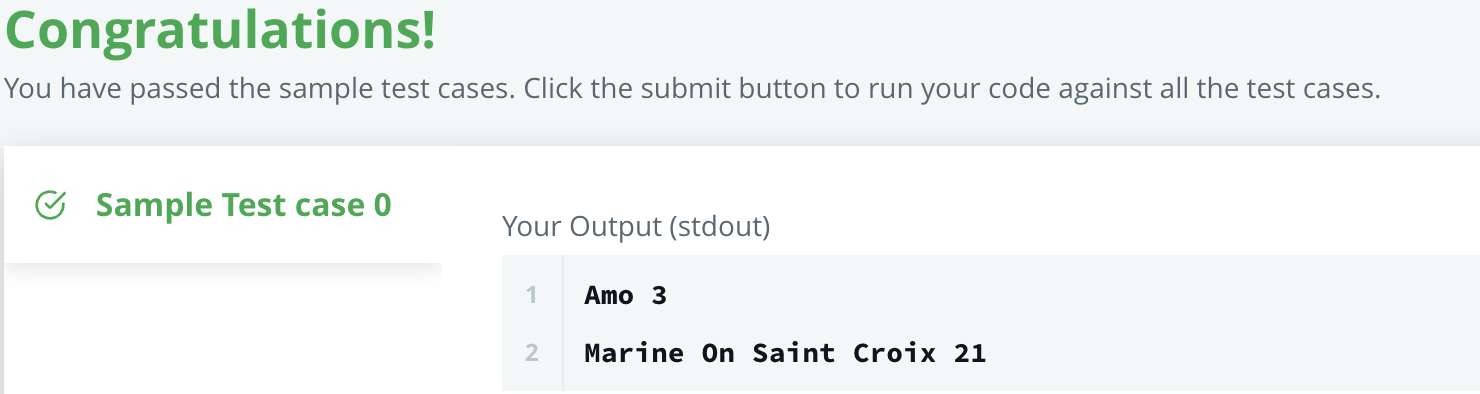 Congratulations!
You have passed the sample test cases. Click the submit button to run your code against all the test cases.
Sample Test case 0
Your Output (stdout)
1 Amo 3
2 Marine On Saint Croix 21